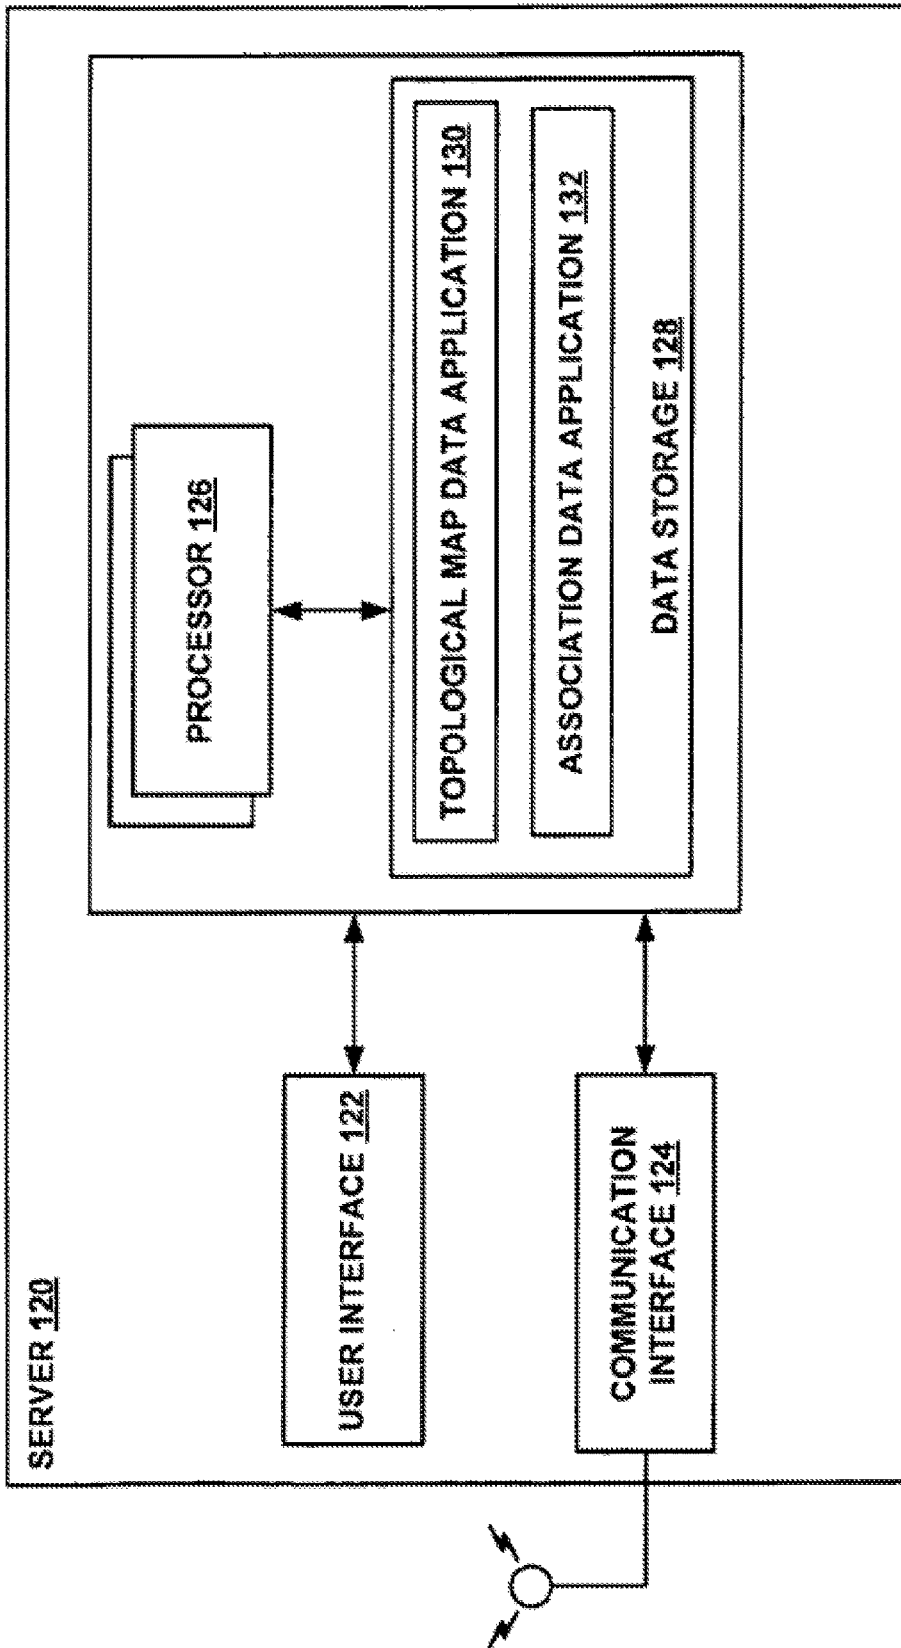 SERVER 120
USER INTERFACE 122
COMMUNICATION
INTERFACE 124
PROCESSOR 126
TOPOLOGICAL MAP DATA APPLICATION 130
ASSOCIATION DATA APPLICATION 132
DATA STORAGE 128